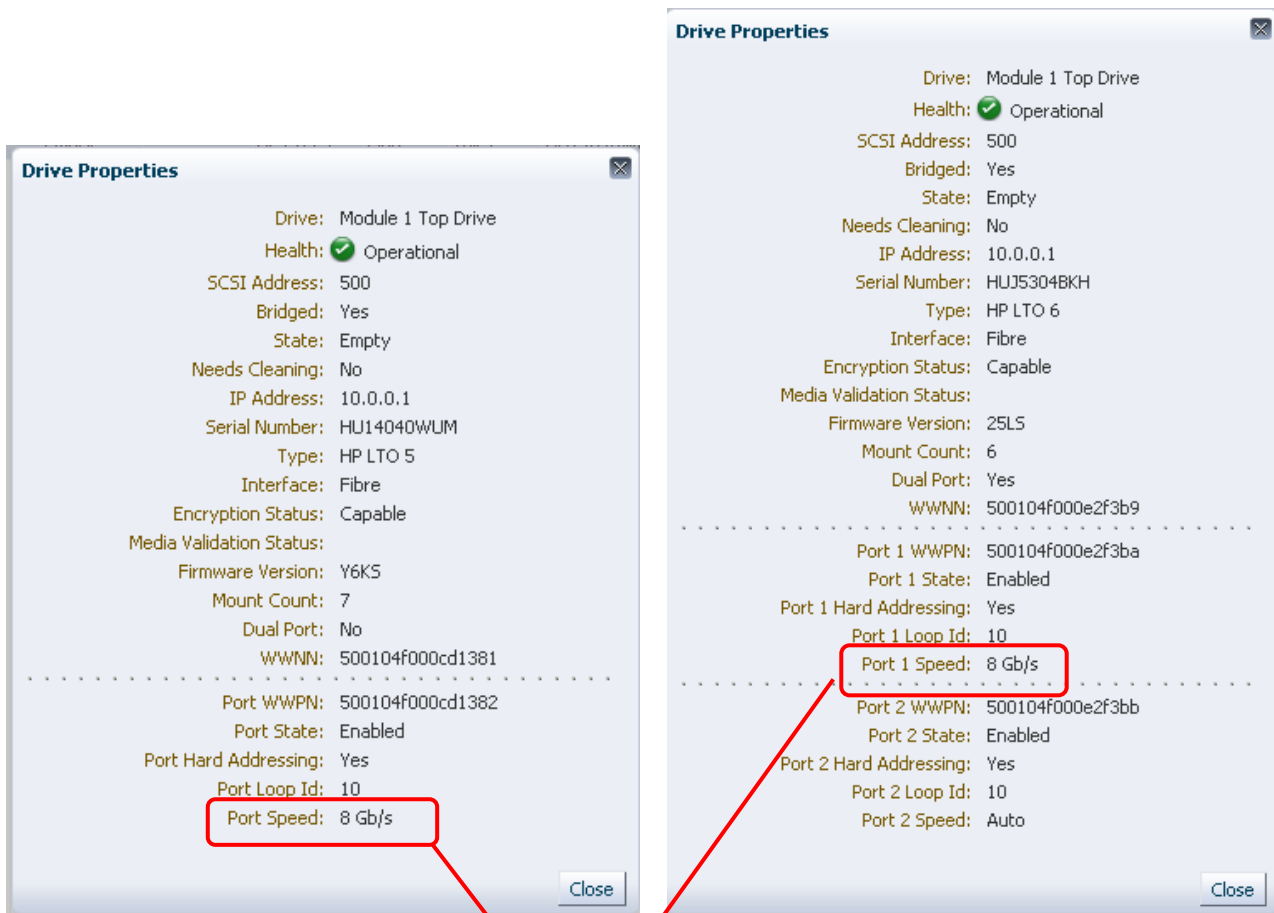 Drive Properties
Drive: Module 1 Top Drive
Health: Operational
SCSI Address: 500
Bridged: Yes
State: Empty
Needs Cleaning: No
IP Address: 10.0.0.1
Serial Number: HU14040WUM
Type: HP LTO 5
Interface: Fibre
Encryption Status: Capable
Media Validation Status:
Firmware Version: Y6KS
Mount Count: 7
Dual Port: No
WWNN: 500104f000cd1381
Port WWPN: 500104f000cd1382
Port State: Enabled
Port Hard Addressing: Yes
Port Loop Id: 10
Port Speed: 8 Gb/s
Close
Drive Properties
Drive: Module 1 Top Drive
Health: Operational
SCSI Address: 500
Bridged: Yes
State: Empty
Needs Cleaning: No
IP Address: 10.0.0.1
Serial Number: HUJ5304BKH
Type: HP LTO 6
Interface: Fibre
Encryption Status: Capable
Media Validation Status:
Firmware Version: 25LS
Mount Count: 6
Dual Port: Yes
WWNN: 500104f000e2f3b9
Port 1 WWPN: 500104f000e2f3ba
Port 1 State: Enabled
Port 1 Hard Addressing: Yes
Port 1 Loop Id: 10
Port 1 Speed: 8 Gb/s
Port 2 WWPN: 500104f000e2f3bb
Port 2 State: Enabled
Port 2 Hard Addressing: Yes
Port 2 Loop Id: 10
Port 2 Speed: Auto
Close